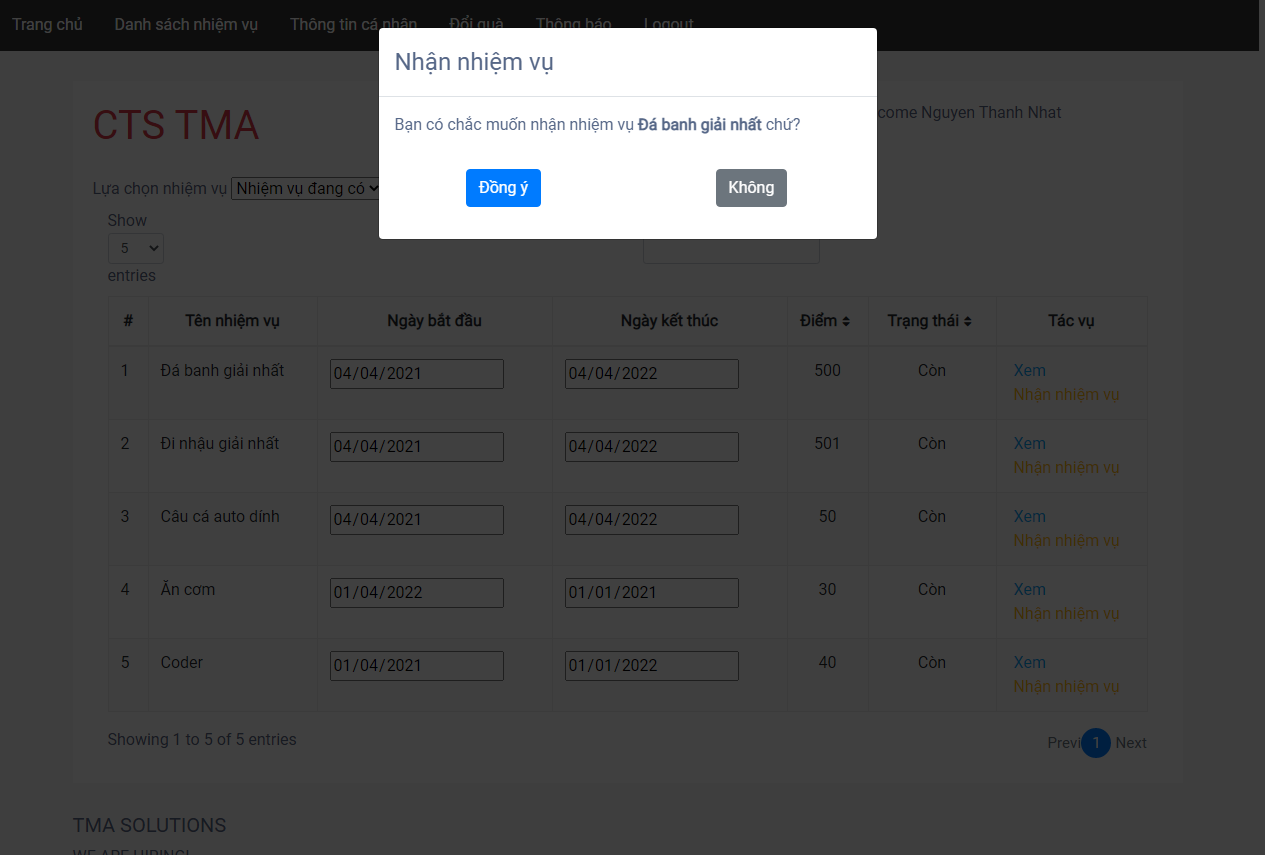 Trang chủ Danh sách nhiệm vụ Thông tin cá nhân Đổi quà Thông báo Logout
Nhận nhiệm vụ
Bạn có chắc muốn nhận nhiệm vụ Đá banh giải nhất chứ?
Đồng ý Không
CTS TMA
come Nguyen Thanh Nhat
Lựa chọn nhiệm vụ Nhiệm vụ đang có
Show
5
entries
# Tên nhiệm vụ Ngày bắt đầu Ngày kết thúc Điểm Trạng thái Tác vụ
1 Đá banh giải nhất 04/04/2021 04/04/2022 500 Còn Xem
Nhận nhiệm vụ
2 Đi nhậu giải nhất 04/04/2021 04/04/2022 501 Còn Xem
Nhận nhiệm vụ
3 Câu cá auto dính 04/04/2021 04/04/2022 50 Còn Xem
Nhận nhiệm vụ
4 Ăn cơm 01/04/2022 01/01/2021 30 Còn Xem
Nhận nhiệm vụ
5 Coder 01/04/2021 01/01/2022 40 Còn Xem
Nhận nhiệm vụ
Showing 1 to 5 of 5 entries
Previ 1 Next
TMA SOLUTIONS
WE ARE HIRING!